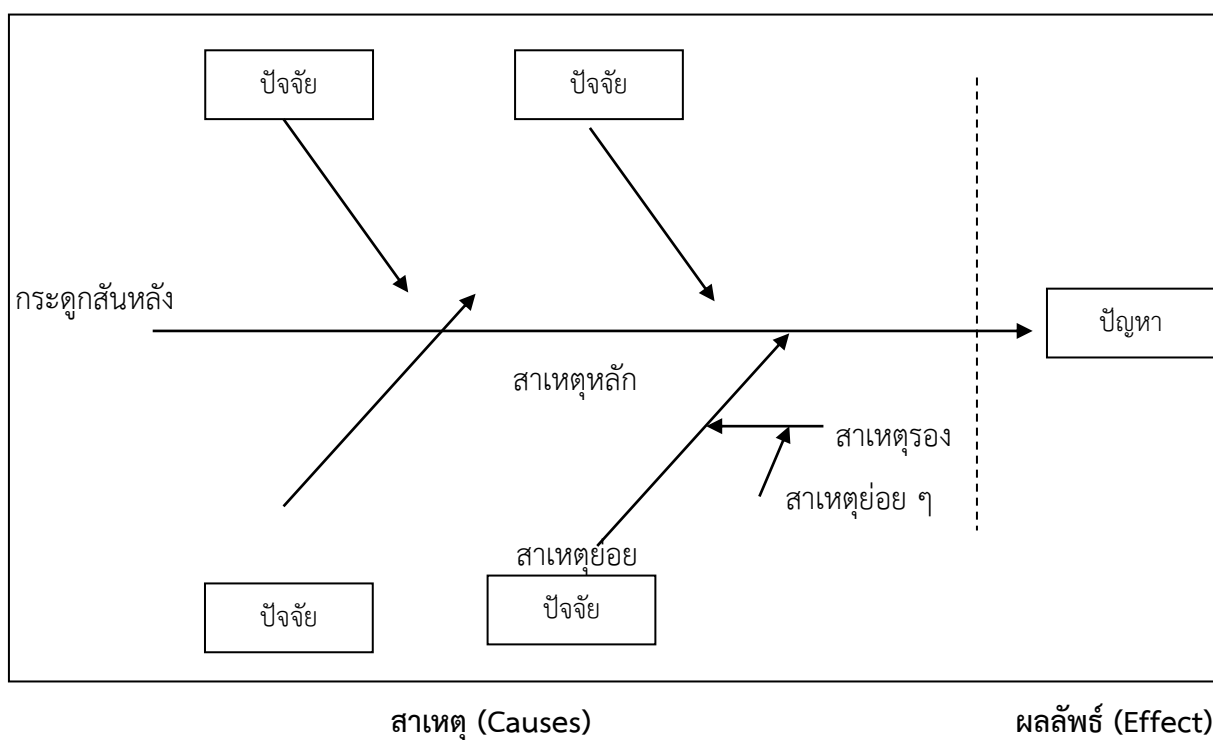 ปัจจัย
ปัจจัย
กระดูกสันหลัง
ปัญหา
สาเหตุหลัก
สาเหตุรอง
สาเหตุย่อย ๆ
สาเหตุย่อย
ปัจจัย
ปัจจัย
สาเหตุ (Causes)
ผลลัพธ์ (Effect)